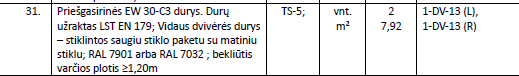 31. Priešgasrinės EW 30-C3 durys. Durų TS-5; vnt. 2 1-DV-13 (L),
užraktas LST EN 179; Vidaus dvivėrės durys m² 7,92 1-DV-13 (R)
– stiklintos saugiu stiklo paketu su matiniu
stiklu; RAL 7901 arba RAL 7032 ; bekliūtis
varčios plotis ≥1,20m